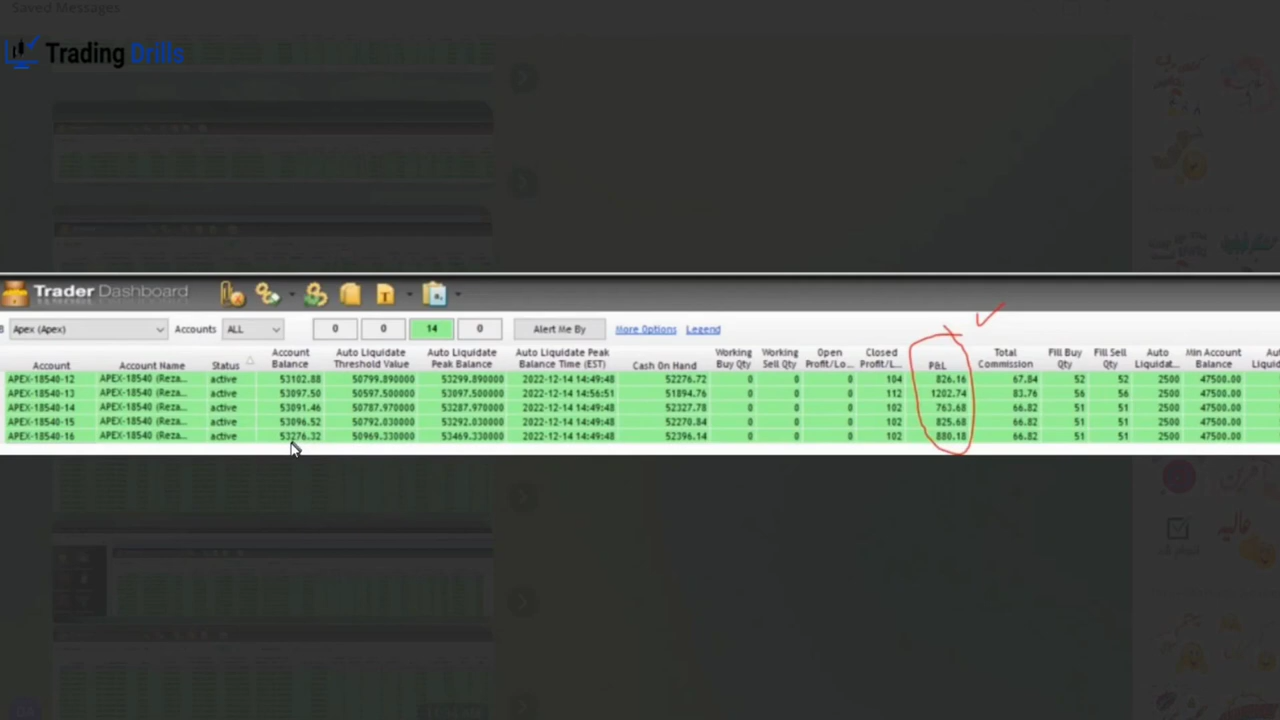 Saved Messages
Trading Drills
Trader Dashboard
Apex (Apex) Accounts ALL 0 0 14 0 Alert Me By More Options Legend
Account Account Name Status Account Balance Auto Liquidate Threshold Value Auto Liquidate Peak Balance Auto Liquidate Peak Balance Time (EST) Cash On Hand Working Buy Qty Working Sell Qty Open Profit/Lo... Closed Profit/L... P&L Total Commission Fill Buy Qty Fill Sell Qty Auto Liquidat... Min Account Balance
APEX-18540-12 APEX-18540 (Reza... active 53102.88 50799.890000 53299.890000 2022-12-14 14:49:48 52276.72 0 0 0 104 826.16 67.84 52 52 2500 47500.00
APEX-18540-13 APEX-18540 (Reza... active 53097.50 50597.500000 53097.500000 2022-12-14 14:56:51 51894.76 0 0 0 112 1202.74 83.76 56 56 2500 47500.00
APEX-18540-14 APEX-18540 (Reza... active 53091.46 50787.970000 53287.970000 2022-12-14 14:49:48 52327.78 0 0 0 102 763.68 66.82 51 51 2500 47500.00
APEX-18540-15 APEX-18540 (Reza... active 53096.52 50792.030000 53292.030000 2022-12-14 14:49:48 52270.84 0 0 0 102 825.68 66.82 51 51 2500 47500.00
APEX-18540-16 APEX-18540 (Reza... active 53276.32 50969.330000 53469.330000 2022-12-14 14:49:48 52396.14 0 0 0 102 880.18 66.82 51 51 2500 47500.00